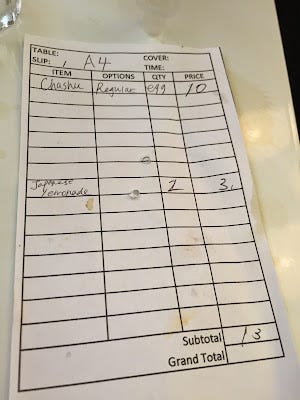 TABLE: COVER:
SLIP: , A4 TIME:
ITEM OPTIONS QTY PRICE
Chashu Regular egg 10
Japanese
Lemonade 1 3.
Subtotal 13
Grand Total